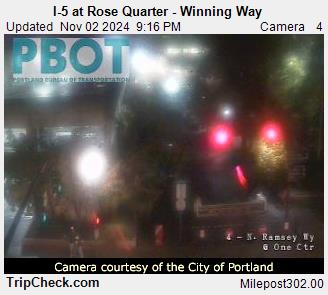 I-5 at Rose Quarter - Winning Way
Updated Nov 02 2024 9:16 PM Camera 4
PBOT
PORTLAND BUREAU OF TRANSPORTATION
4 - N. Ramsey Wy
@ One Ctr
Camera courtesy of the City of Portland
TripCheck.com Milepost302.00